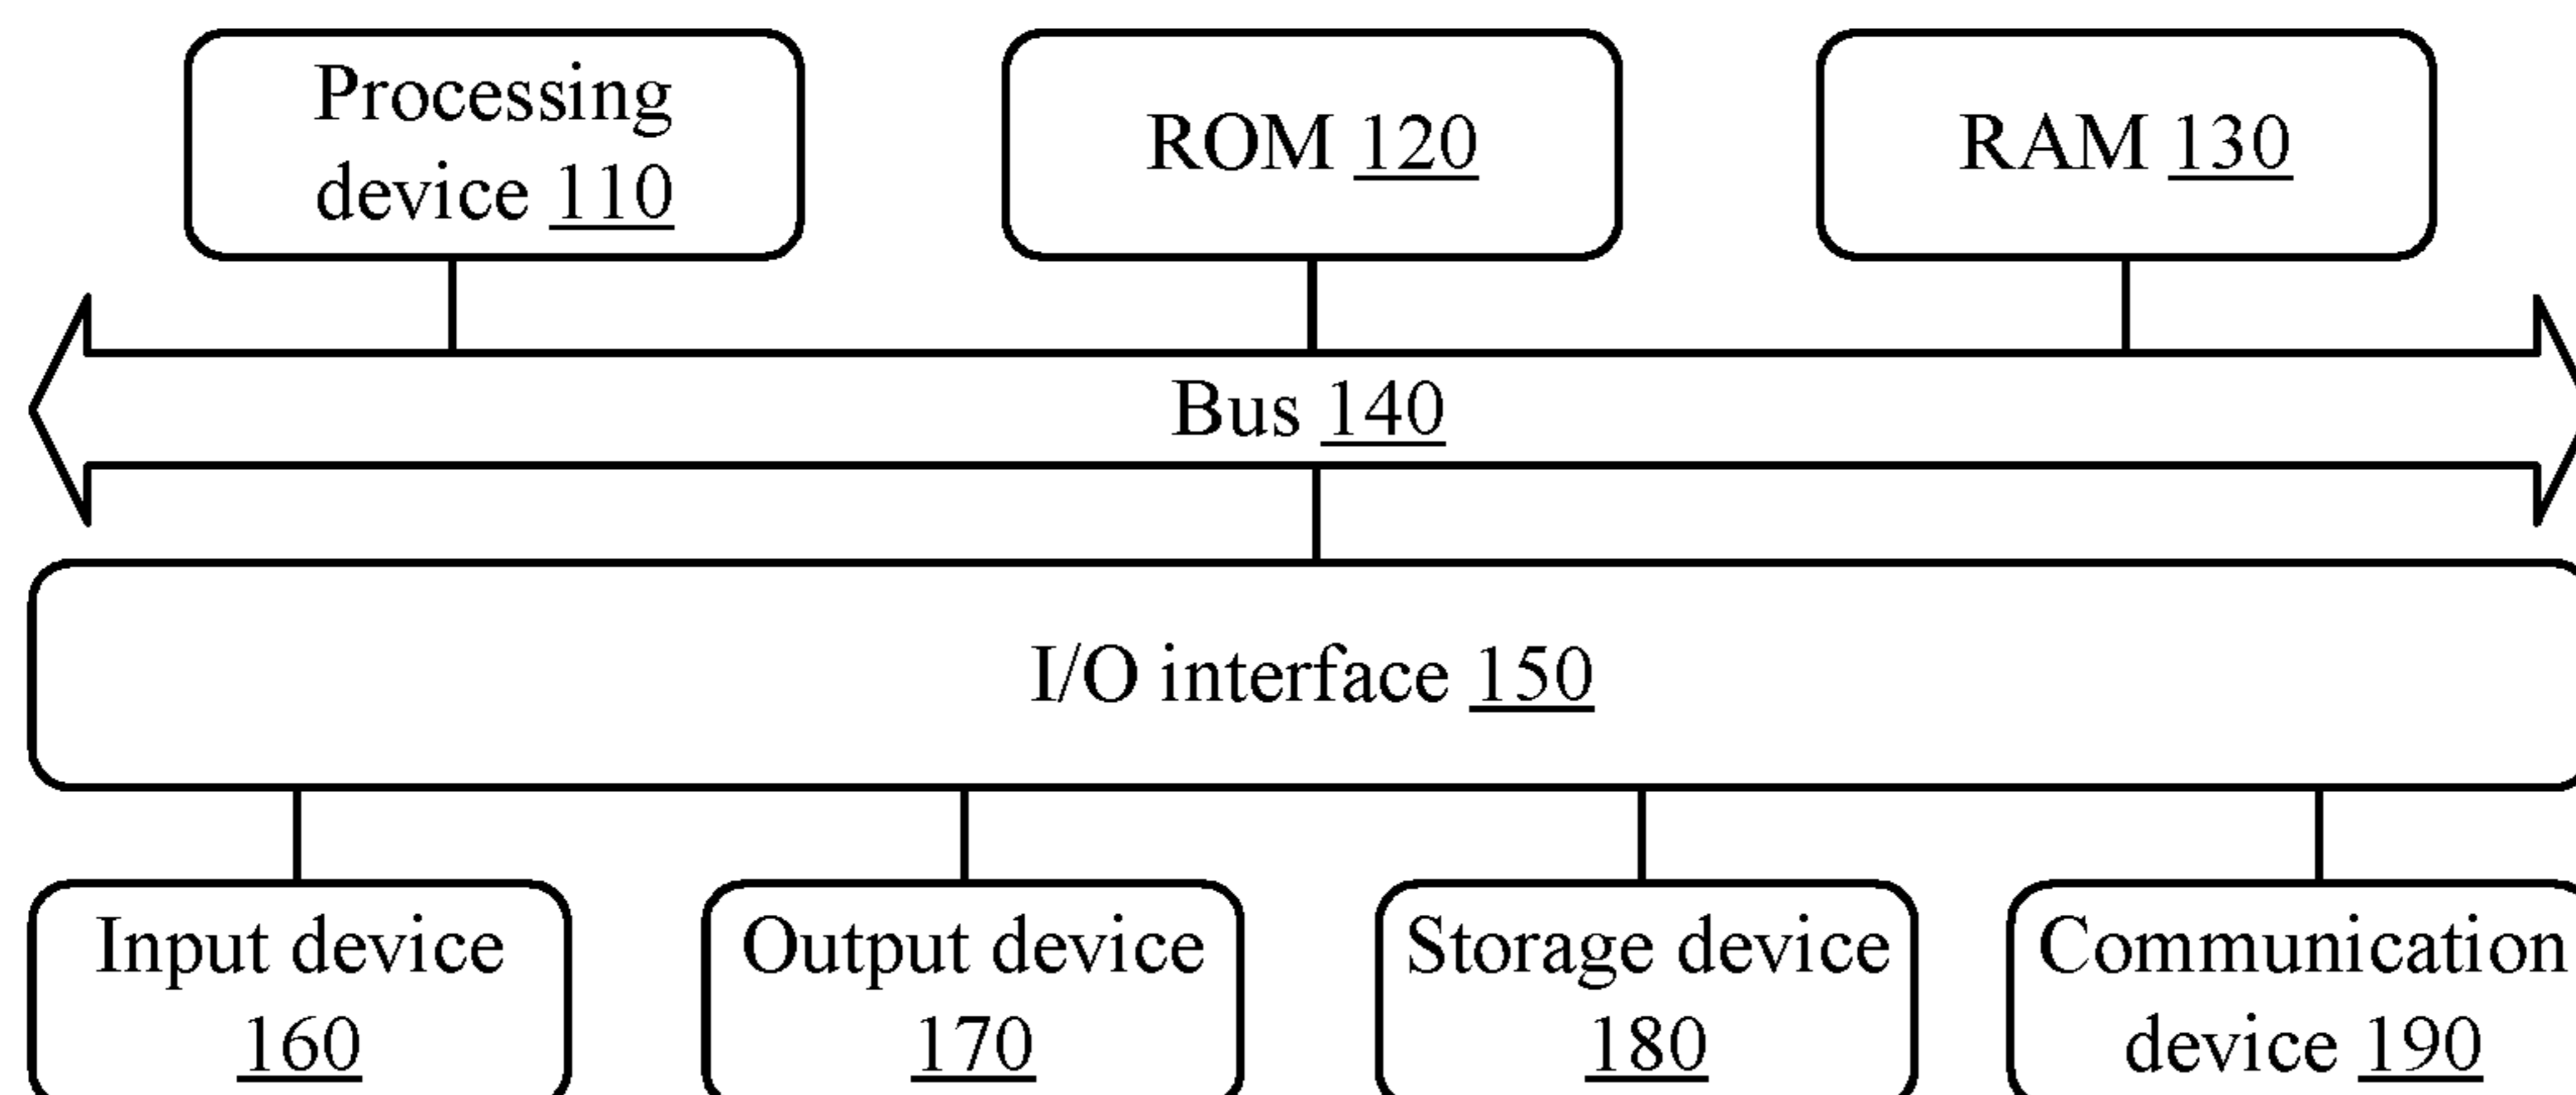 Processing
device 110
ROM 120
RAM 130
Bus 140
I/O interface 150
Input device
160
Output device
170
Storage device
180
Communication
device 190